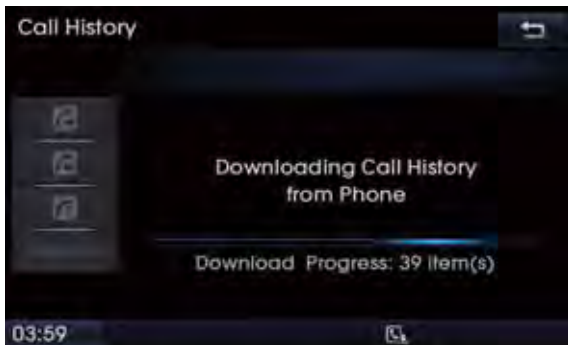 Call History
Downloading Call History
from Phone
Download Progress: 39 item(s)
03:59